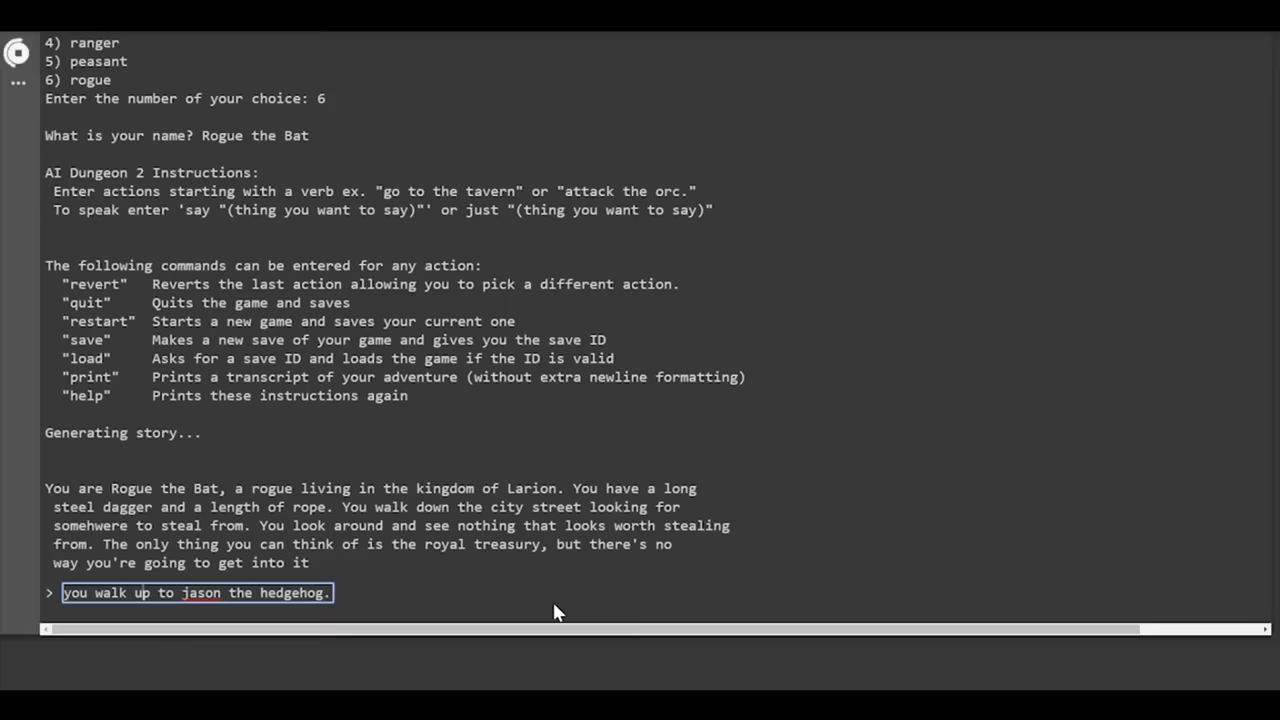 4) ranger
5) peasant
6) rogue
Enter the number of your choice: 6
What is your name? Rogue the Bat
AI Dungeon 2 Instructions:
Enter actions starting with a verb ex. "go to the tavern" or "attack the orc."
To speak enter 'say "(thing you want to say)"' or just "(thing you want to say)"
The following commands can be entered for any action:
"revert" Reverts the last action allowing you to pick a different action.
"quit" Quits the game and saves
"restart" Starts a new game and saves your current one
"save" Makes a new save of your game and gives you the save ID
"load" Asks for a save ID and loads the game if the ID is valid
"print" Prints a transcript of your adventure (without extra newline formatting)
"help" Prints these instructions again
Generating story...
You are Rogue the Bat, a rogue living in the kingdom of Larion. You have a long
steel dagger and a length of rope. You walk down the city street looking for
somehwere to steal from. You look around and see nothing that looks worth stealing
from. The only thing you can think of is the royal treasury, but there's no
way you're going to get into it
> you walk up to jason the hedgehog.